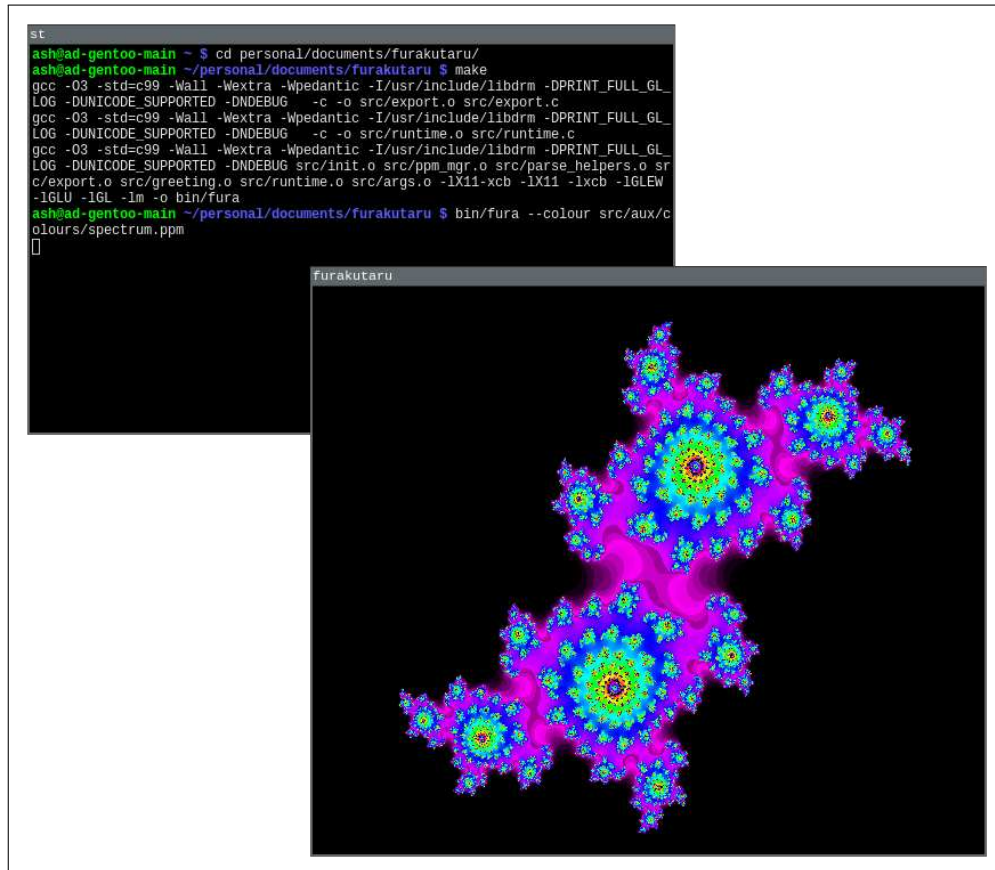 st
ash@ad-gentoo-main ~ $ cd personal/documents/furakutaru/
ash@ad-gentoo-main ~/personal/documents/furakutaru $ make
gcc -O3 -std=c99 -Wall -Wextra -Wpedantic -I/usr/include/libdrm -DPRINT_FULL_GL_
LOG -DUNICODE_SUPPORTED -DNDEBUG   -c -o src/export.o src/export.c
gcc -O3 -std=c99 -Wall -Wextra -Wpedantic -I/usr/include/libdrm -DPRINT_FULL_GL_
LOG -DUNICODE_SUPPORTED -DNDEBUG   -c -o src/runtime.o src/runtime.c
gcc -O3 -std=c99 -Wall -Wextra -Wpedantic -I/usr/include/libdrm -DPRINT_FULL_GL_
LOG -DUNICODE_SUPPORTED -DNDEBUG src/init.o src/ppm_mgr.o src/parse_helpers.o sr
c/export.o src/greeting.o src/runtime.o src/args.o -lX11-xcb -lX11 -lxcb -lGLEW
-lGLU -lGL -lm -o bin/fura
ash@ad-gentoo-main ~/personal/documents/furakutaru $ bin/fura --colour src/aux/c
olours/spectrum.ppm
furakutaru